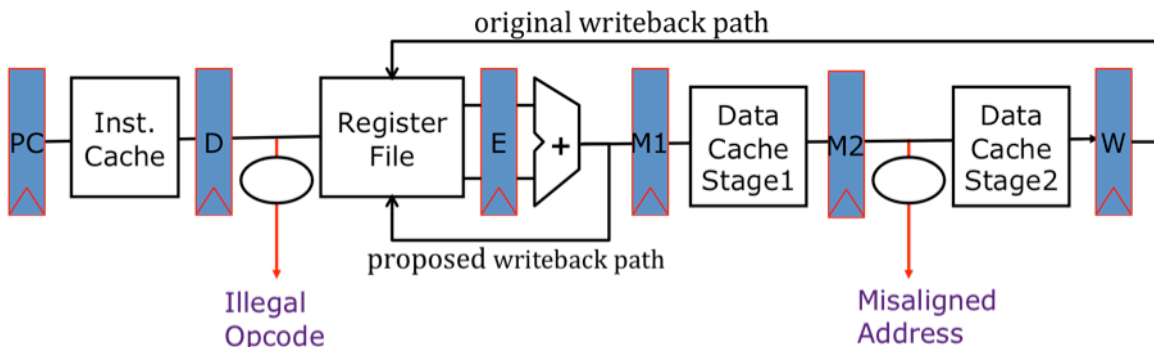 original writeback path
PC
Inst.
Cache
D
Register
File
E
+
M1
Data
Cache
Stage1
M2
Data
Cache
Stage2
W
proposed writeback path
Illegal
Opcode
Misaligned
Address